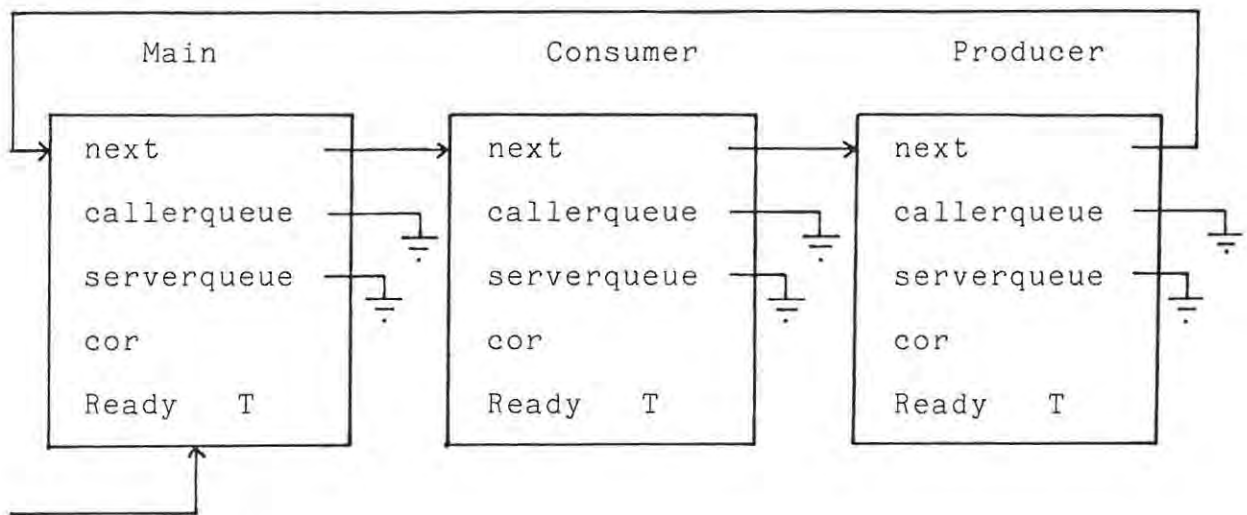 Main Consumer Producer
next next next
callerqueue callerqueue callerqueue
serverqueue serverqueue serverqueue
cor cor cor
Ready T Ready T Ready T